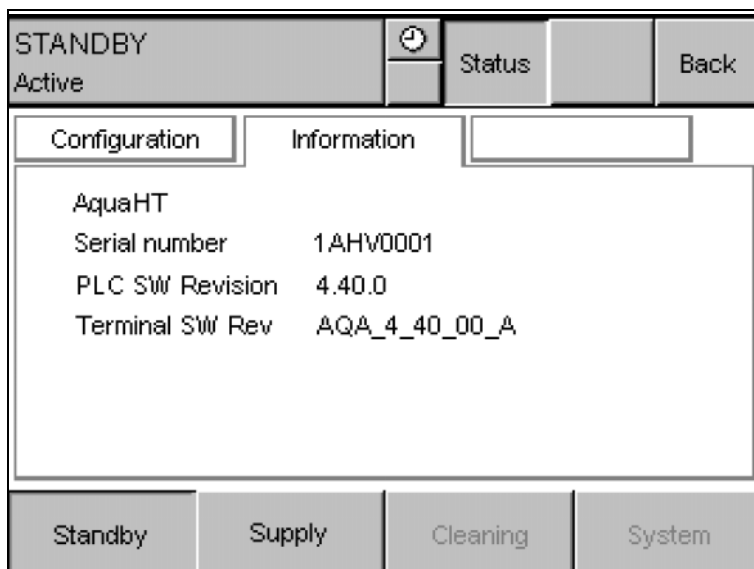 STANDBY
Active
Status
Back
Configuration
Information
AquaHT
Serial number 1AHV0001
PLC SW Revision 4.40.0
Terminal SW Rev AQA_4_40_00_A
Standby
Supply
Cleaning
System